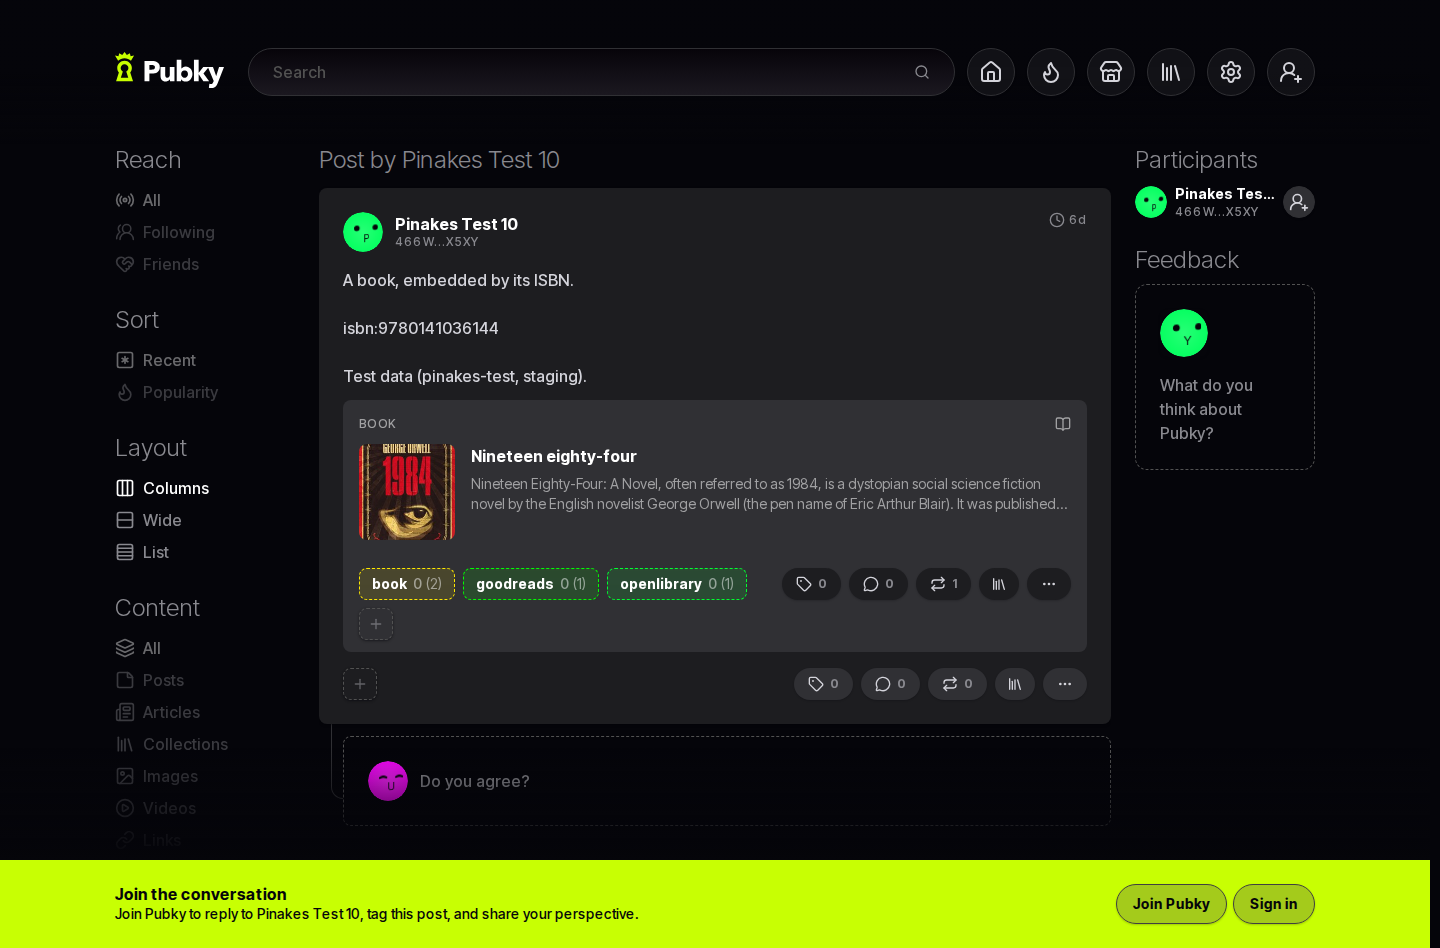 Pubky
Search
Reach
All
Following
Friends
Sort
Recent
Popularity
Layout
Columns
Wide
List
Content
All
Posts
Articles
Collections
Images
Videos
Links
Post by Pinakes Test 10
P
Pinakes Test 10
466W...X5XY
6d
A book, embedded by its ISBN.
isbn:9780141036144
Test data (pinakes-test, staging).
BOOK
GEORGE ORWELL
1984
Nineteen eighty-four
Nineteen Eighty-Four: A Novel, often referred to as 1984, is a dystopian social science fiction
novel by the English novelist George Orwell (the pen name of Eric Arthur Blair). It was published...
book 0 (2)
goodreads 0 (1)
openlibrary 0 (1)
0
0
1
0
0
0
U
Do you agree?
Participants
P
Pinakes Tes...
466W...X5XY
Feedback
Y
What do you
think about
Pubky?
Join the conversation
Join Pubky to reply to Pinakes Test 10, tag this post, and share your perspective.
Join Pubky
Sign in